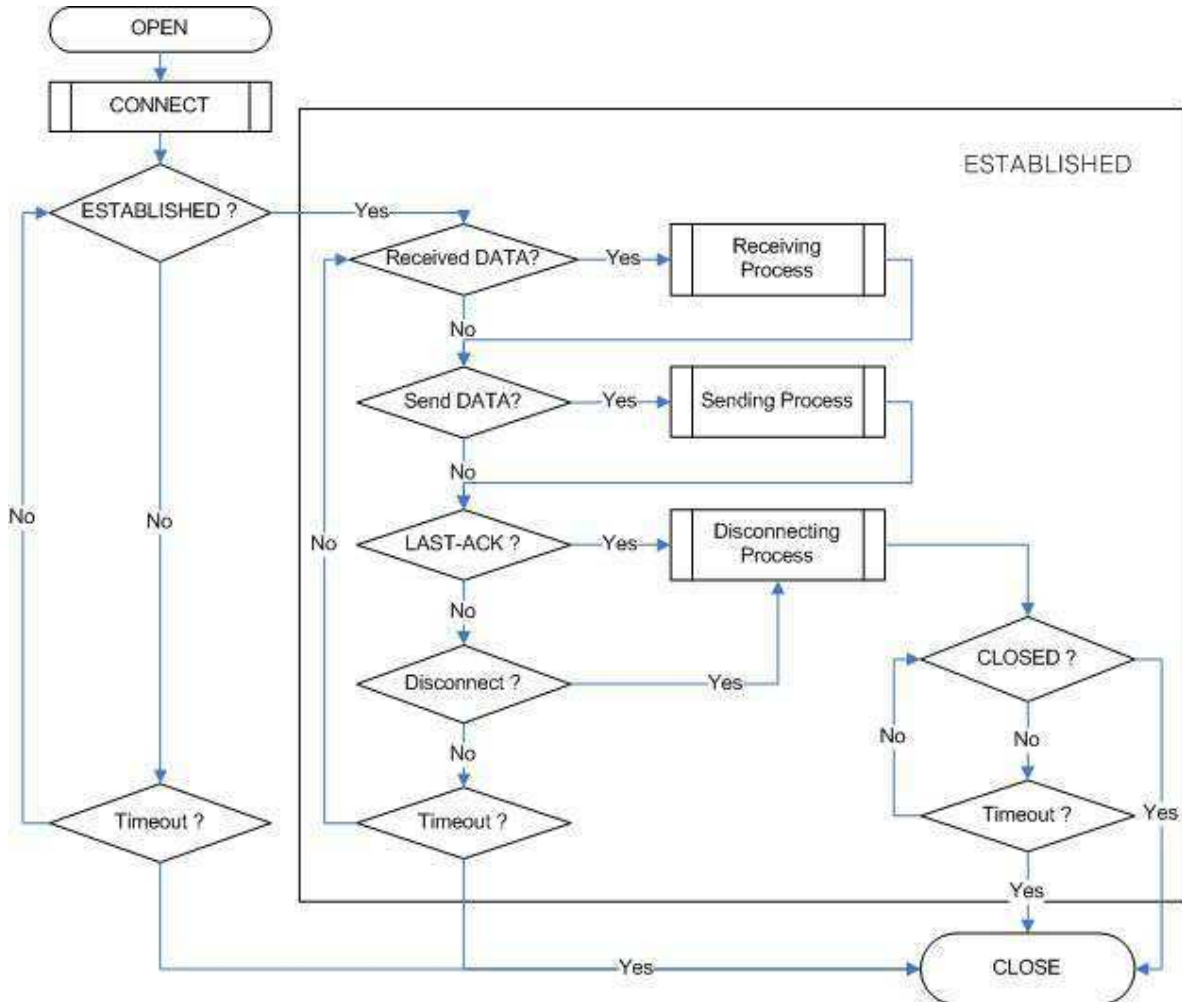 OPEN
CONNECT
ESTABLISHED
ESTABLISHED ?
Yes
Received DATA?
Yes
Receiving
Process
No
Send DATA?
Yes
Sending Process
No
No
No
No
LAST-ACK ?
Yes
Disconnecting
Process
No
CLOSED ?
Disconnect ?
Yes
No
No
No
Timeout ?
Timeout ?
Timeout ?
Yes
Yes
Yes
CLOSE